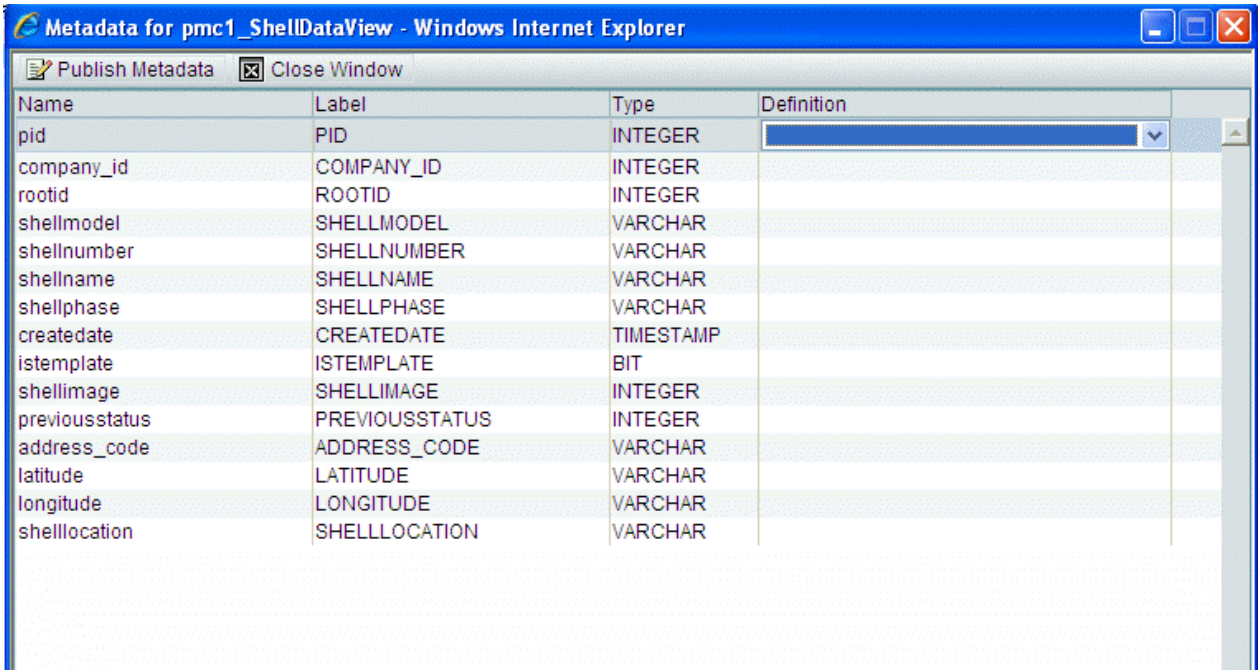 Metadata for pmc1_ShellDataView - Windows Internet Explorer
Publish Metadata Close Window
Name Label Type Definition
pid PID INTEGER
company_id COMPANY_ID INTEGER
rootid ROOTID INTEGER
shellmodel SHELLMODEL VARCHAR
shellnumber SHELLNUMBER VARCHAR
shellname SHELLNAME VARCHAR
shellphase SHELLPHASE VARCHAR
createdate CREATEDATE TIMESTAMP
istemplate ISTEMPLATE BIT
shellimage SHELLIMAGE INTEGER
previousstatus PREVIOUSSTATUS INTEGER
address_code ADDRESS_CODE VARCHAR
latitude LATITUDE VARCHAR
longitude LONGITUDE VARCHAR
shelllocation SHELLLOCATION VARCHAR